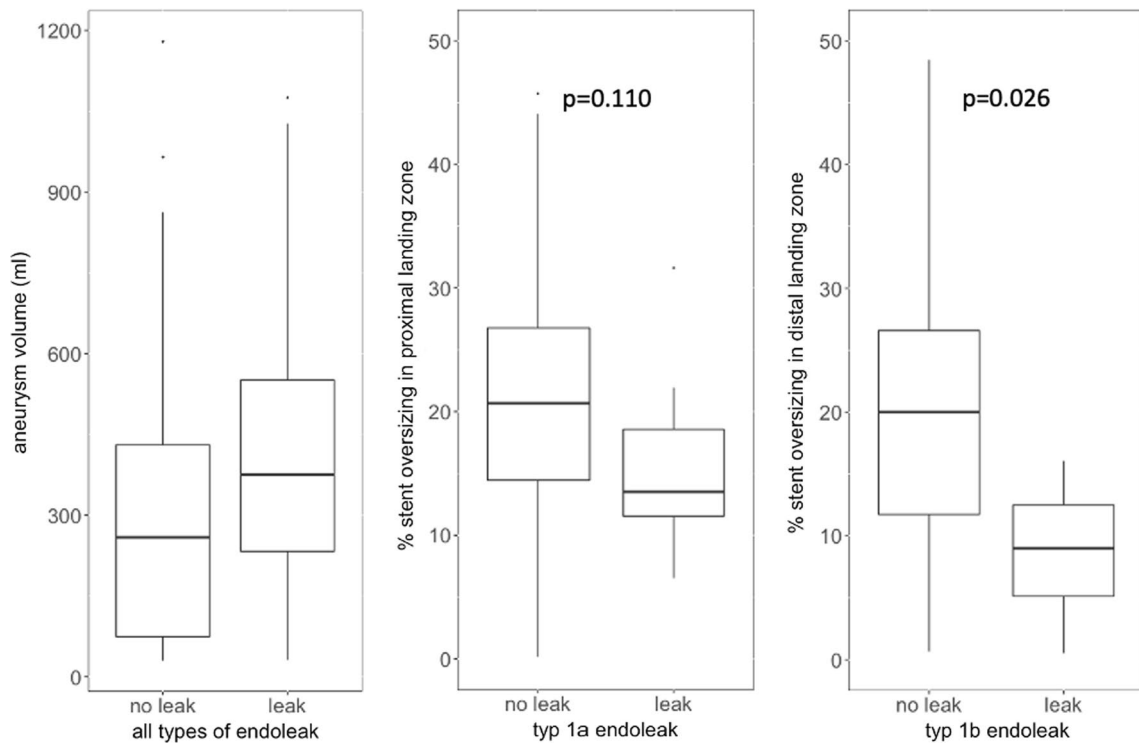 aneurysm volume (ml)
1200
900
600
300
0
no leak leak
all types of endoleak
% stent oversizing in proximal landing zone
50
40
30
20
10
0
p=0.110
no leak leak
typ 1a endoleak
% stent oversizing in distal landing zone
50
40
30
20
10
0
p=0.026
no leak leak
typ 1b endoleak